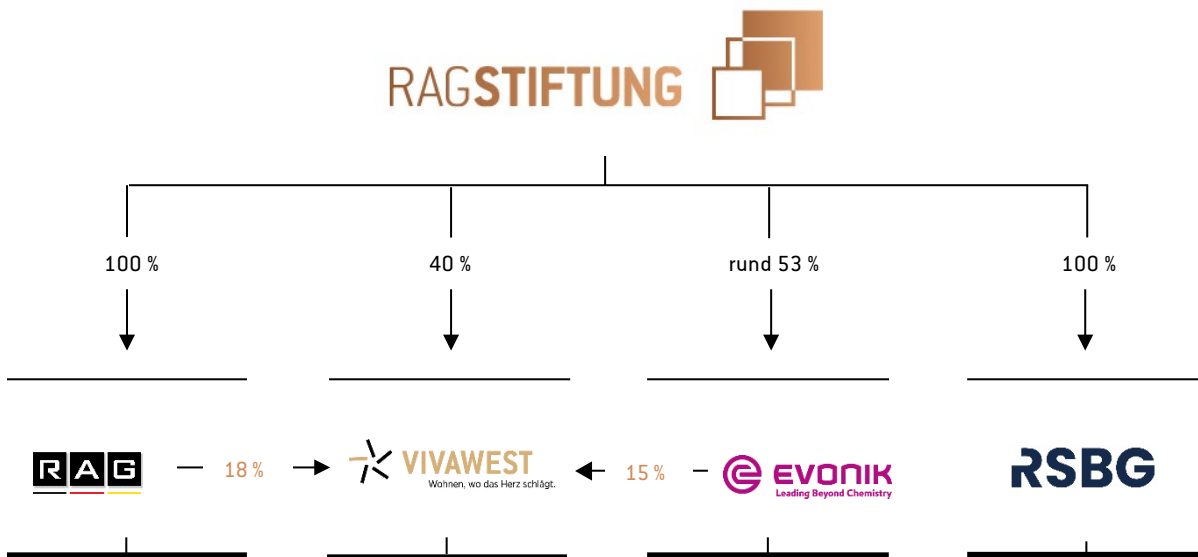 RAGSTIFTUNG
100 %
40 %
rund 53 %
100 %
RAG
18 %
VIVAWEST
Wohnen, wo das Herz schlägt.
15 %
EVONIK
Leading Beyond Chemistry
RSBG